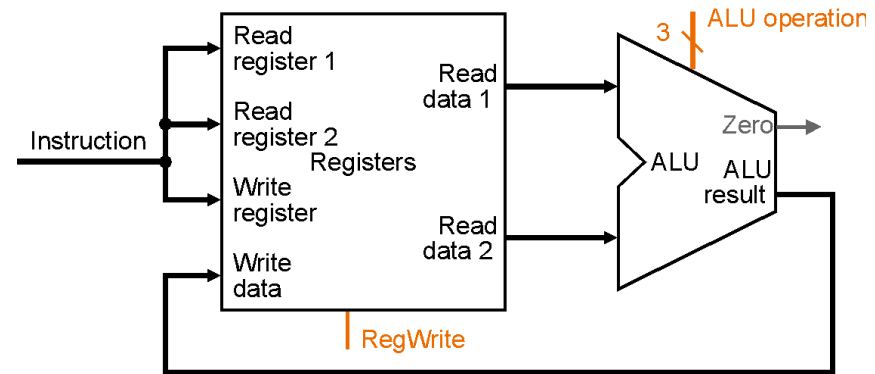 ALU operation
3
Read
register 1
Read
data 1
Read
register 2
Instruction
Registers
Zero
ALU
ALU
result
Write
register
Read
data 2
Write
data
RegWrite